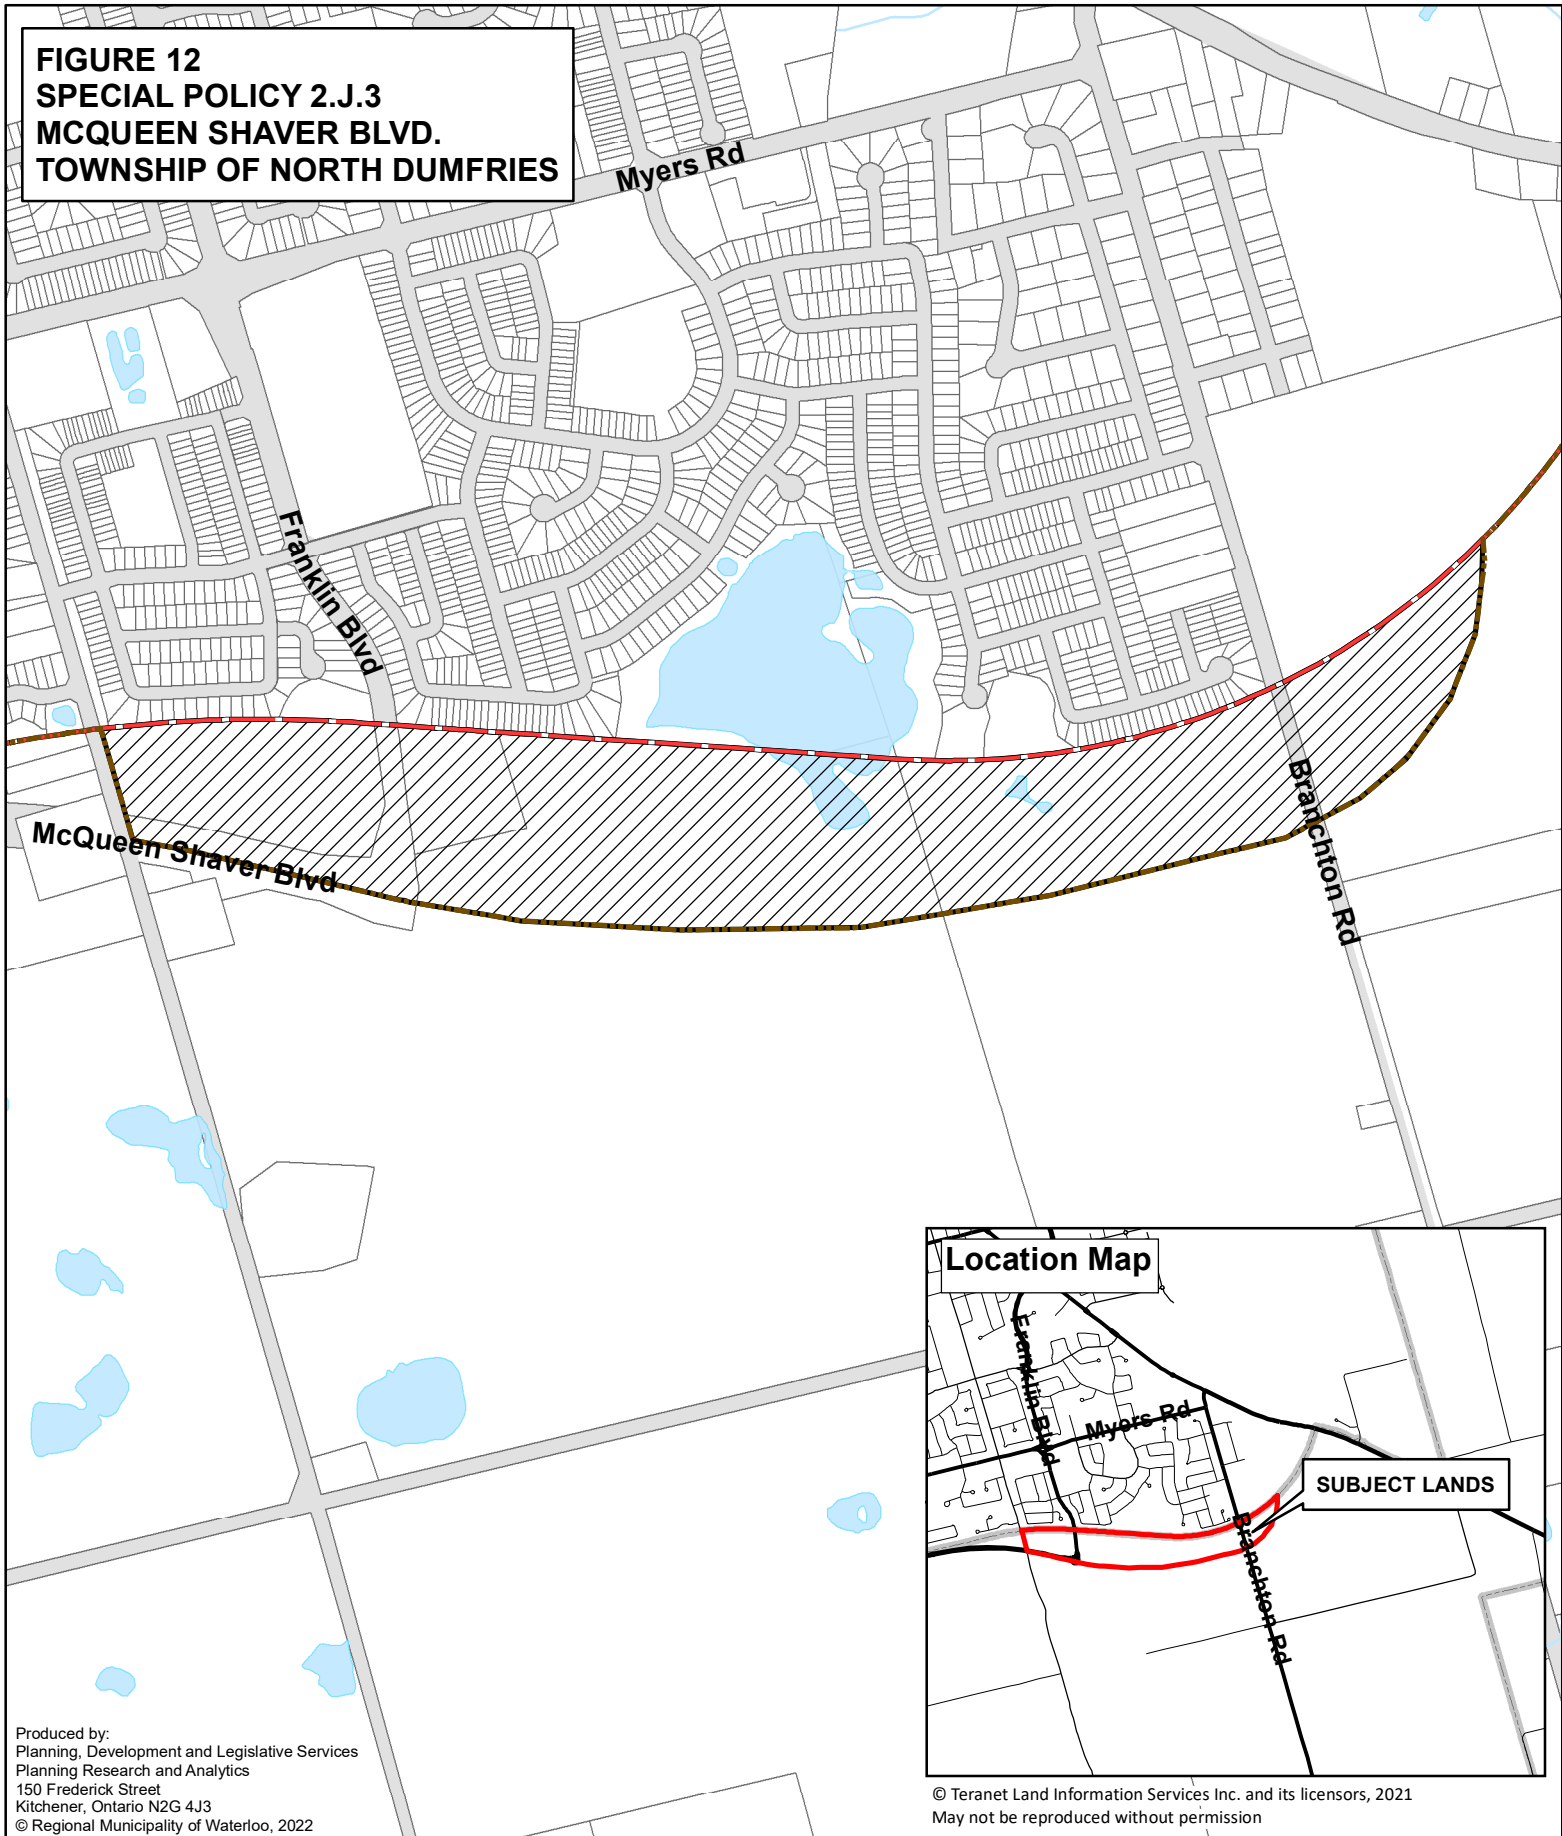 FIGURE 12
SPECIAL POLICY 2.J.3
MCQUEEN SHAVER BLVD.
TOWNSHIP OF NORTH DUMFRIES
Myers Rd
Franklin Blvd
McQueen Shaver Blvd
Branchton Rd
Location Map
Franklin Blvd
Myers Rd
SUBJECT LANDS
Branchton Rd
Produced by:
Planning, Development and Legislative Services
Planning Research and Analytics
150 Frederick Street
Kitchener, Ontario N2G 4J3
© Regional Municipality of Waterloo, 2022
© Teranet Land Information Services Inc. and its licensors, 2021
May not be reproduced without permission